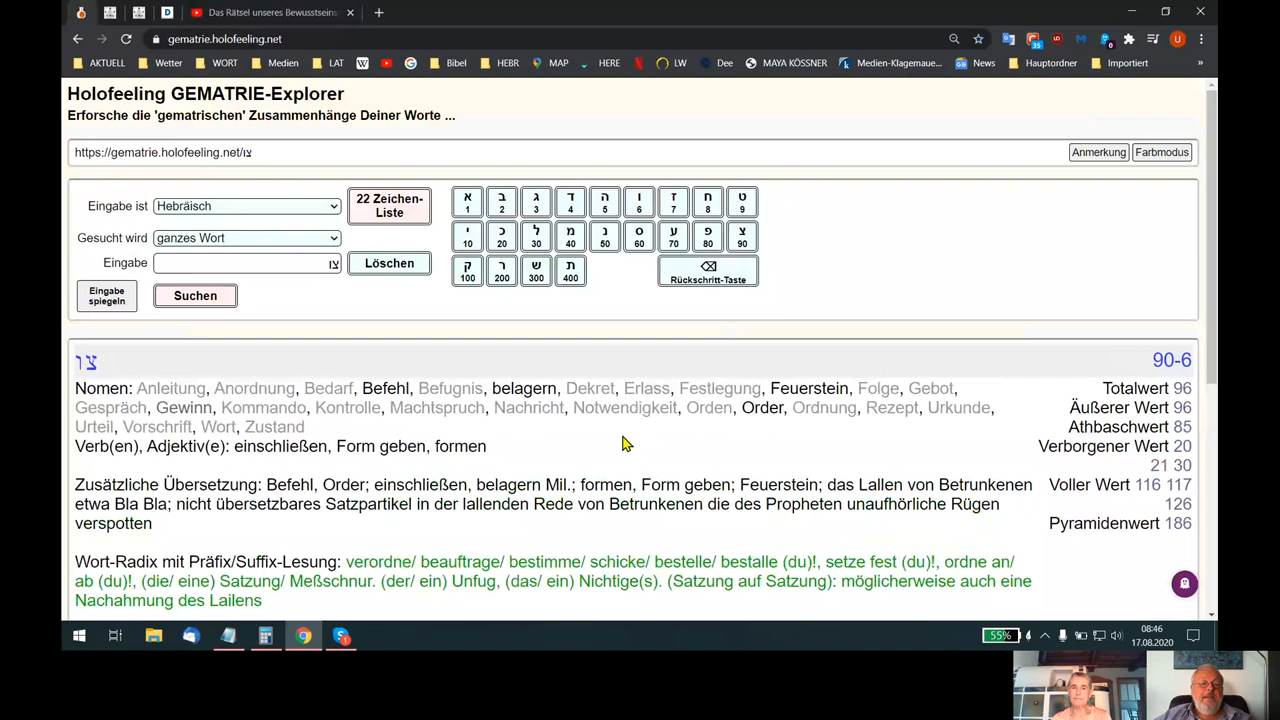 Das Rätsel unseres Bewusstseins
gematrie.holofeeling.net
35
0
U
AKTUELL Wetter WORT Medien LAT Bibel HEBR MAP HERE LW Dee MAYA KÖSSNER Medien-Klagemaue... News Hauptordner Importiert »
Holofeeling GEMATRIE-Explorer
Erforsche die 'gematrischen' Zusammenhänge Deiner Worte ...
https://gematrie.holofeeling.net/צו Anmerkung Farbmodus
Eingabe ist Hebräisch 22 Zeichen-Liste
Gesucht wird ganzes Wort
Eingabe צו Löschen
Eingabe spiegeln Suchen
א ב ג ד ה ו ז ח ט
1 2 3 4 5 6 7 8 9
י כ ל מ נ ס ע פ צ
10 20 30 40 50 60 70 80 90
ק ר ש ת
100 200 300 400 Rückschritt-Taste
צו 90-6
Nomen: Anleitung, Anordnung, Bedarf, Befehl, Befugnis, belagern, Dekret, Erlass, Festlegung, Feuerstein, Folge, Gebot,
Gespräch, Gewinn, Kommando, Kontrolle, Machtspruch, Nachricht, Notwendigkeit, Orden, Order, Ordnung, Rezept, Urkunde,
Urteil, Vorschrift, Wort, Zustand
Verb(en), Adjektiv(e): einschließen, Form geben, formen
Zusätzliche Übersetzung: Befehl, Order; einschließen, belagern Mil.; formen, Form geben; Feuerstein; das Lallen von Betrunkenen
etwa Bla Bla; nicht übersetzbares Satzpartikel in der lallenden Rede von Betrunkenen die des Propheten unaufhörliche Rügen
verspotten
Wort-Radix mit Präfix/Suffix-Lesung: verordne/ beauftrage/ bestimme/ schicke/ bestelle/ bestalle (du)!, setze fest (du)!, ordne an/
ab (du)!, (die/ eine) Satzung/ Meßschnur. (der/ ein) Unfug, (das/ ein) Nichtige(s). (Satzung auf Satzung): möglicherweise auch eine
Nachahmung des Lailens
Totalwert 96
Äußerer Wert 96
Athbaschwert 85
Verborgener Wert 20
21 30
Voller Wert 116 117
126
Pyramidenwert 186
55% 08:46
17.08.2020